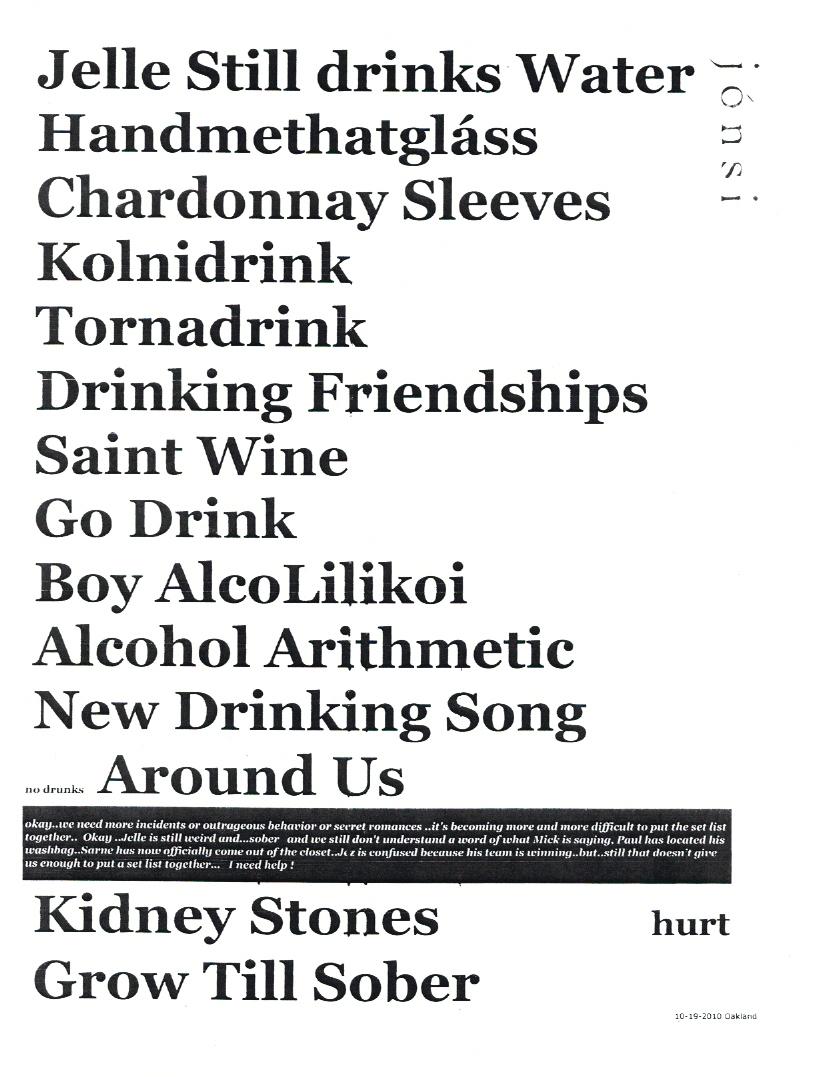 Jelle Still drinks Water
jónsi
Handmethatgláss
Chardonnay Sleeves
Kolnidrink
Tornadrink
Drinking Friendships
Saint Wine
Go Drink
Boy AlcoLilikoi
Alcohol Arithmetic
New Drinking Song
no drunks Around Us
okay..we need more incidents or outrageous behavior or secret romances ..it's becoming more and more difficult to put the set list
together.. Okay ..Jelle is still weird and...sober and we still don't understand a word of what Mick is saying, Paul has located his
washbag..Sarne has now officially come out of the closet.. is confused because his team is winning..but..still that doesn't give
us enough to put a set list together... I need help !
Kidney Stones hurt
Grow Till Sober
10-19-2010 Oakland